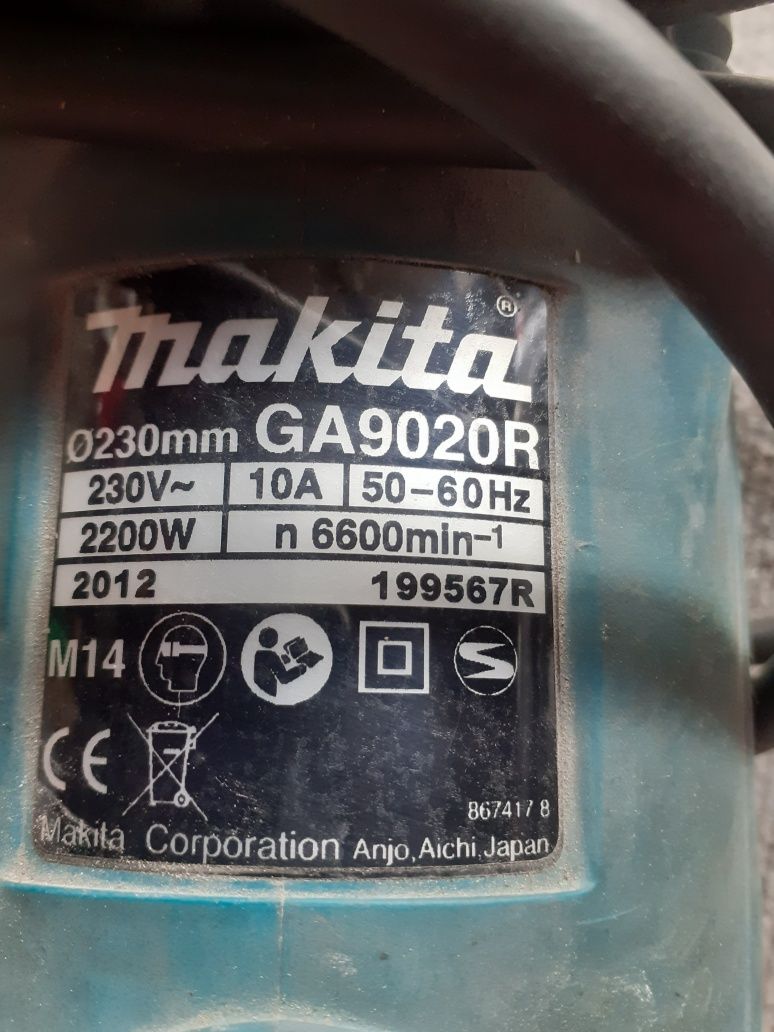 makita®
Ø230mm GA9020R
230V~ 10A 50-60Hz
2200W n 6600min-1
2012 199567R
M14
CE
867417 8
Makita Corporation Anjo, Aichi, Japan